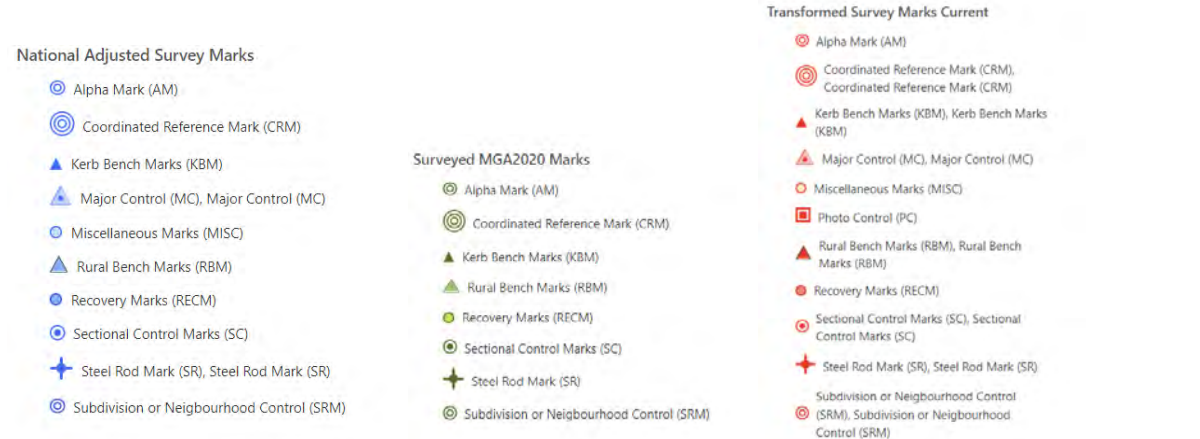 National Adjusted Survey Marks
Alpha Mark (AM)
Coordinated Reference Mark (CRM)
Kerb Bench Marks (KBM)
Major Control (MC), Major Control (MC)
Miscellaneous Marks (MISC)
Rural Bench Marks (RBM)
Recovery Marks (RECM)
Sectional Control Marks (SC)
Steel Rod Mark (SR), Steel Rod Mark (SR)
Subdivision or Neigbourhood Control (SRM)
Surveyed MGA2020 Marks
Alpha Mark (AM)
Coordinated Reference Mark (CRM)
Kerb Bench Marks (KBM)
Rural Bench Marks (RBM)
Recovery Marks (RECM)
Sectional Control Marks (SC)
Steel Rod Mark (SR)
Subdivision or Neigbourhood Control (SRM)
Transformed Survey Marks Current
Alpha Mark (AM)
Coordinated Reference Mark (CRM),
Coordinated Reference Mark (CRM)
Kerb Bench Marks (KBM), Kerb Bench Marks
(KBM)
Major Control (MC), Major Control (MC)
Miscellaneous Marks (MISC)
Photo Control (PC)
Rural Bench Marks (RBM), Rural Bench
Marks (RBM)
Recovery Marks (RECM)
Sectional Control Marks (SC), Sectional
Control Marks (SC)
Steel Rod Mark (SR), Steel Rod Mark (SR)
Subdivision or Neigbourhood Control
(SRM), Subdivision or Neigbourhood
Control (SRM)